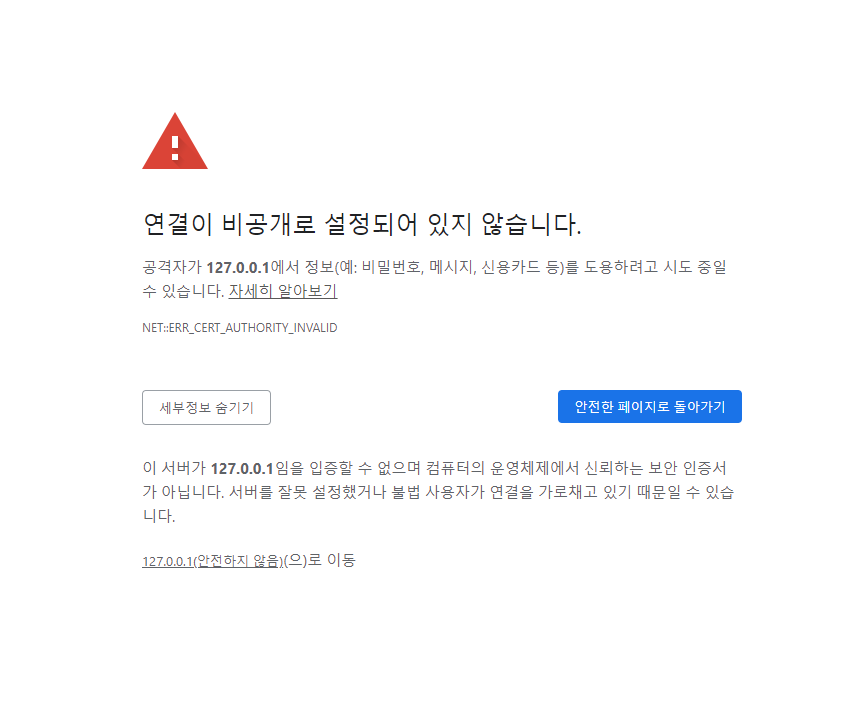 연결이 비공개로 설정되어 있지 않습니다.
공격자가 127.0.0.1에서 정보(예: 비밀번호, 메시지, 신용카드 등)를 도용하려고 시도 중일
수 있습니다. 자세히 알아보기
NET::ERR_CERT_AUTHORITY_INVALID
세부정보 숨기기
안전한 페이지로 돌아가기
이 서버가 127.0.0.1임을 입증할 수 없으며 컴퓨터의 운영체제에서 신뢰하는 보안 인증서
가 아닙니다. 서버를 잘못 설정했거나 불법 사용자가 연결을 가로채고 있기 때문일 수 있습
니다.
127.0.0.1(안전하지 않음)(으)로 이동